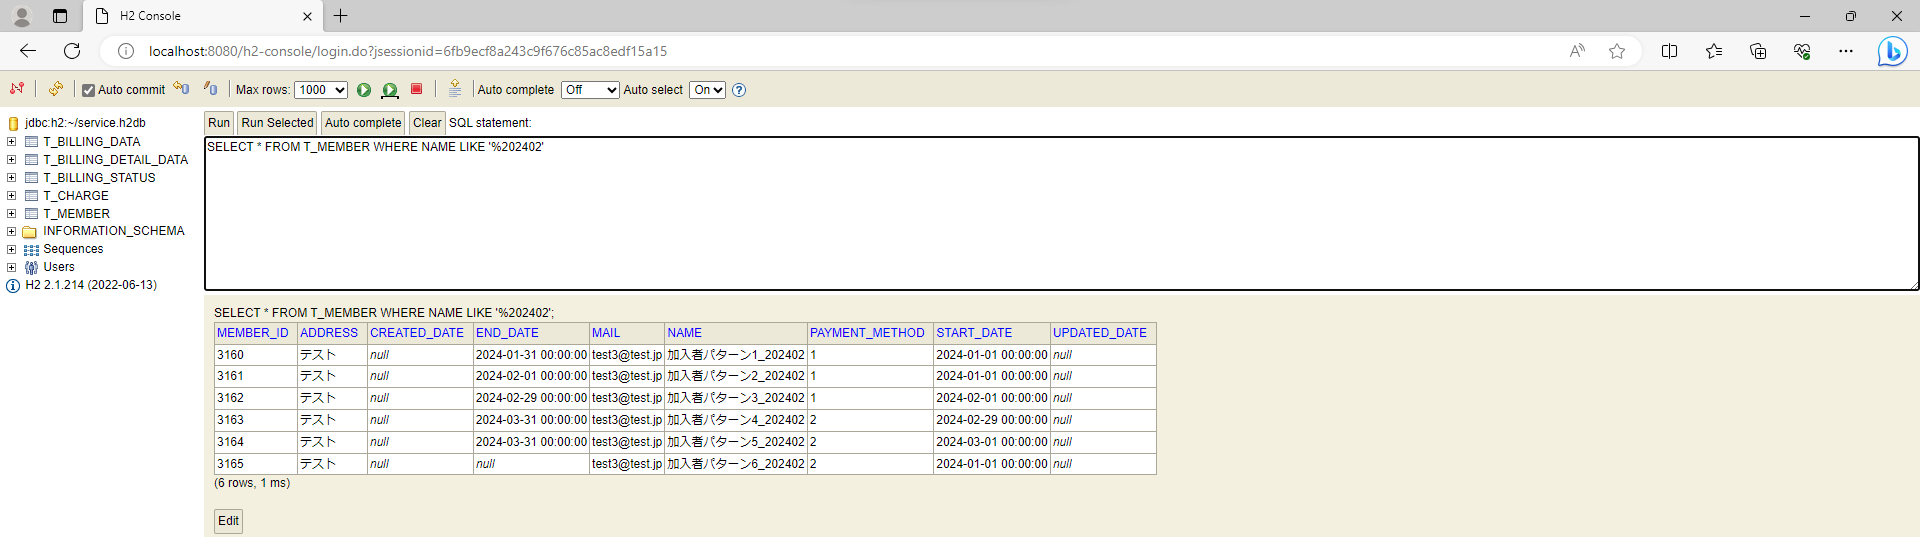 H2 Console
localhost:8080/h2-console/login.do?jsessionid=6fb9ecf8a243c9f676c85ac8edf15a15
Auto commit Max rows: 1000 Auto complete Off Auto select On
jdbc:h2:~/service.h2db
T_BILLING_DATA
T_BILLING_DETAIL_DATA
T_BILLING_STATUS
T_CHARGE
T_MEMBER
INFORMATION_SCHEMA
Sequences
Users
H2 2.1.214 (2022-06-13)
Run Run Selected Auto complete Clear SQL statement:
SELECT * FROM T_MEMBER WHERE NAME LIKE '%202402'
SELECT * FROM T_MEMBER WHERE NAME LIKE '%202402';
MEMBER_ID ADDRESS CREATED_DATE END_DATE MAIL NAME PAYMENT_METHOD START_DATE UPDATED_DATE
3160 テスト null 2024-01-31 00:00:00 test3@test.jp 加入者パターン1_202402 1 2024-01-01 00:00:00 null
3161 テスト null 2024-02-01 00:00:00 test3@test.jp 加入者パターン2_202402 1 2024-01-01 00:00:00 null
3162 テスト null 2024-02-29 00:00:00 test3@test.jp 加入者パターン3_202402 1 2024-02-01 00:00:00 null
3163 テスト null 2024-03-31 00:00:00 test3@test.jp 加入者パターン4_202402 2 2024-02-29 00:00:00 null
3164 テスト null 2024-03-31 00:00:00 test3@test.jp 加入者パターン5_202402 2 2024-03-01 00:00:00 null
3165 テスト null null test3@test.jp 加入者パターン6_202402 2 2024-01-01 00:00:00 null
(6 rows, 1 ms)
Edit